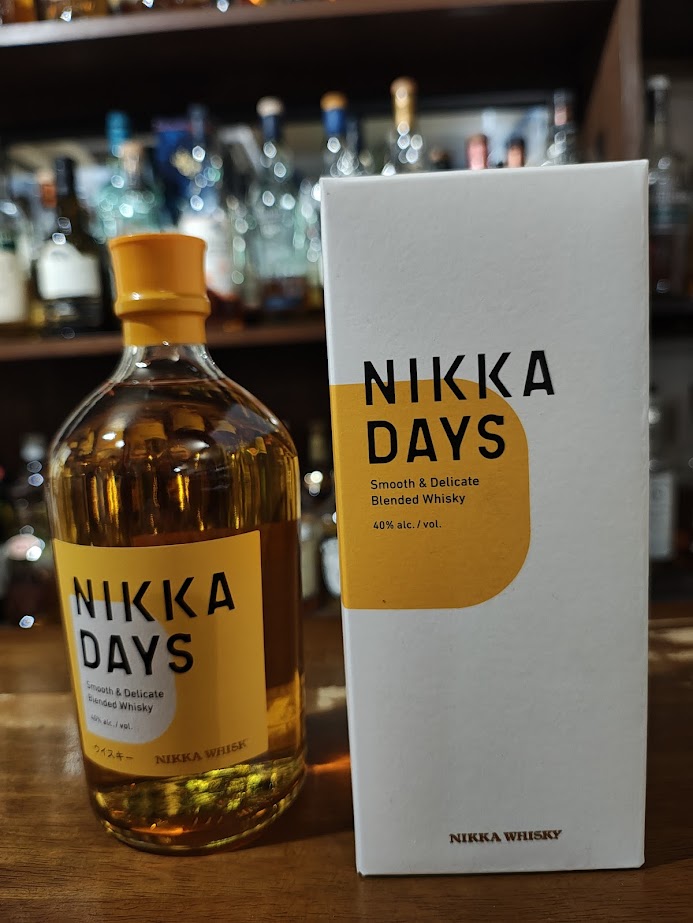 NIKKA
DAYS
Smooth & Delicate
Blended Whisky
40% alc./vol.
ウイスキー
NIKKA WHISK
NIKKA
DAYS
Smooth & Delicate
Blended Whisky
40% alc./vol.
NIKKA WHISKY